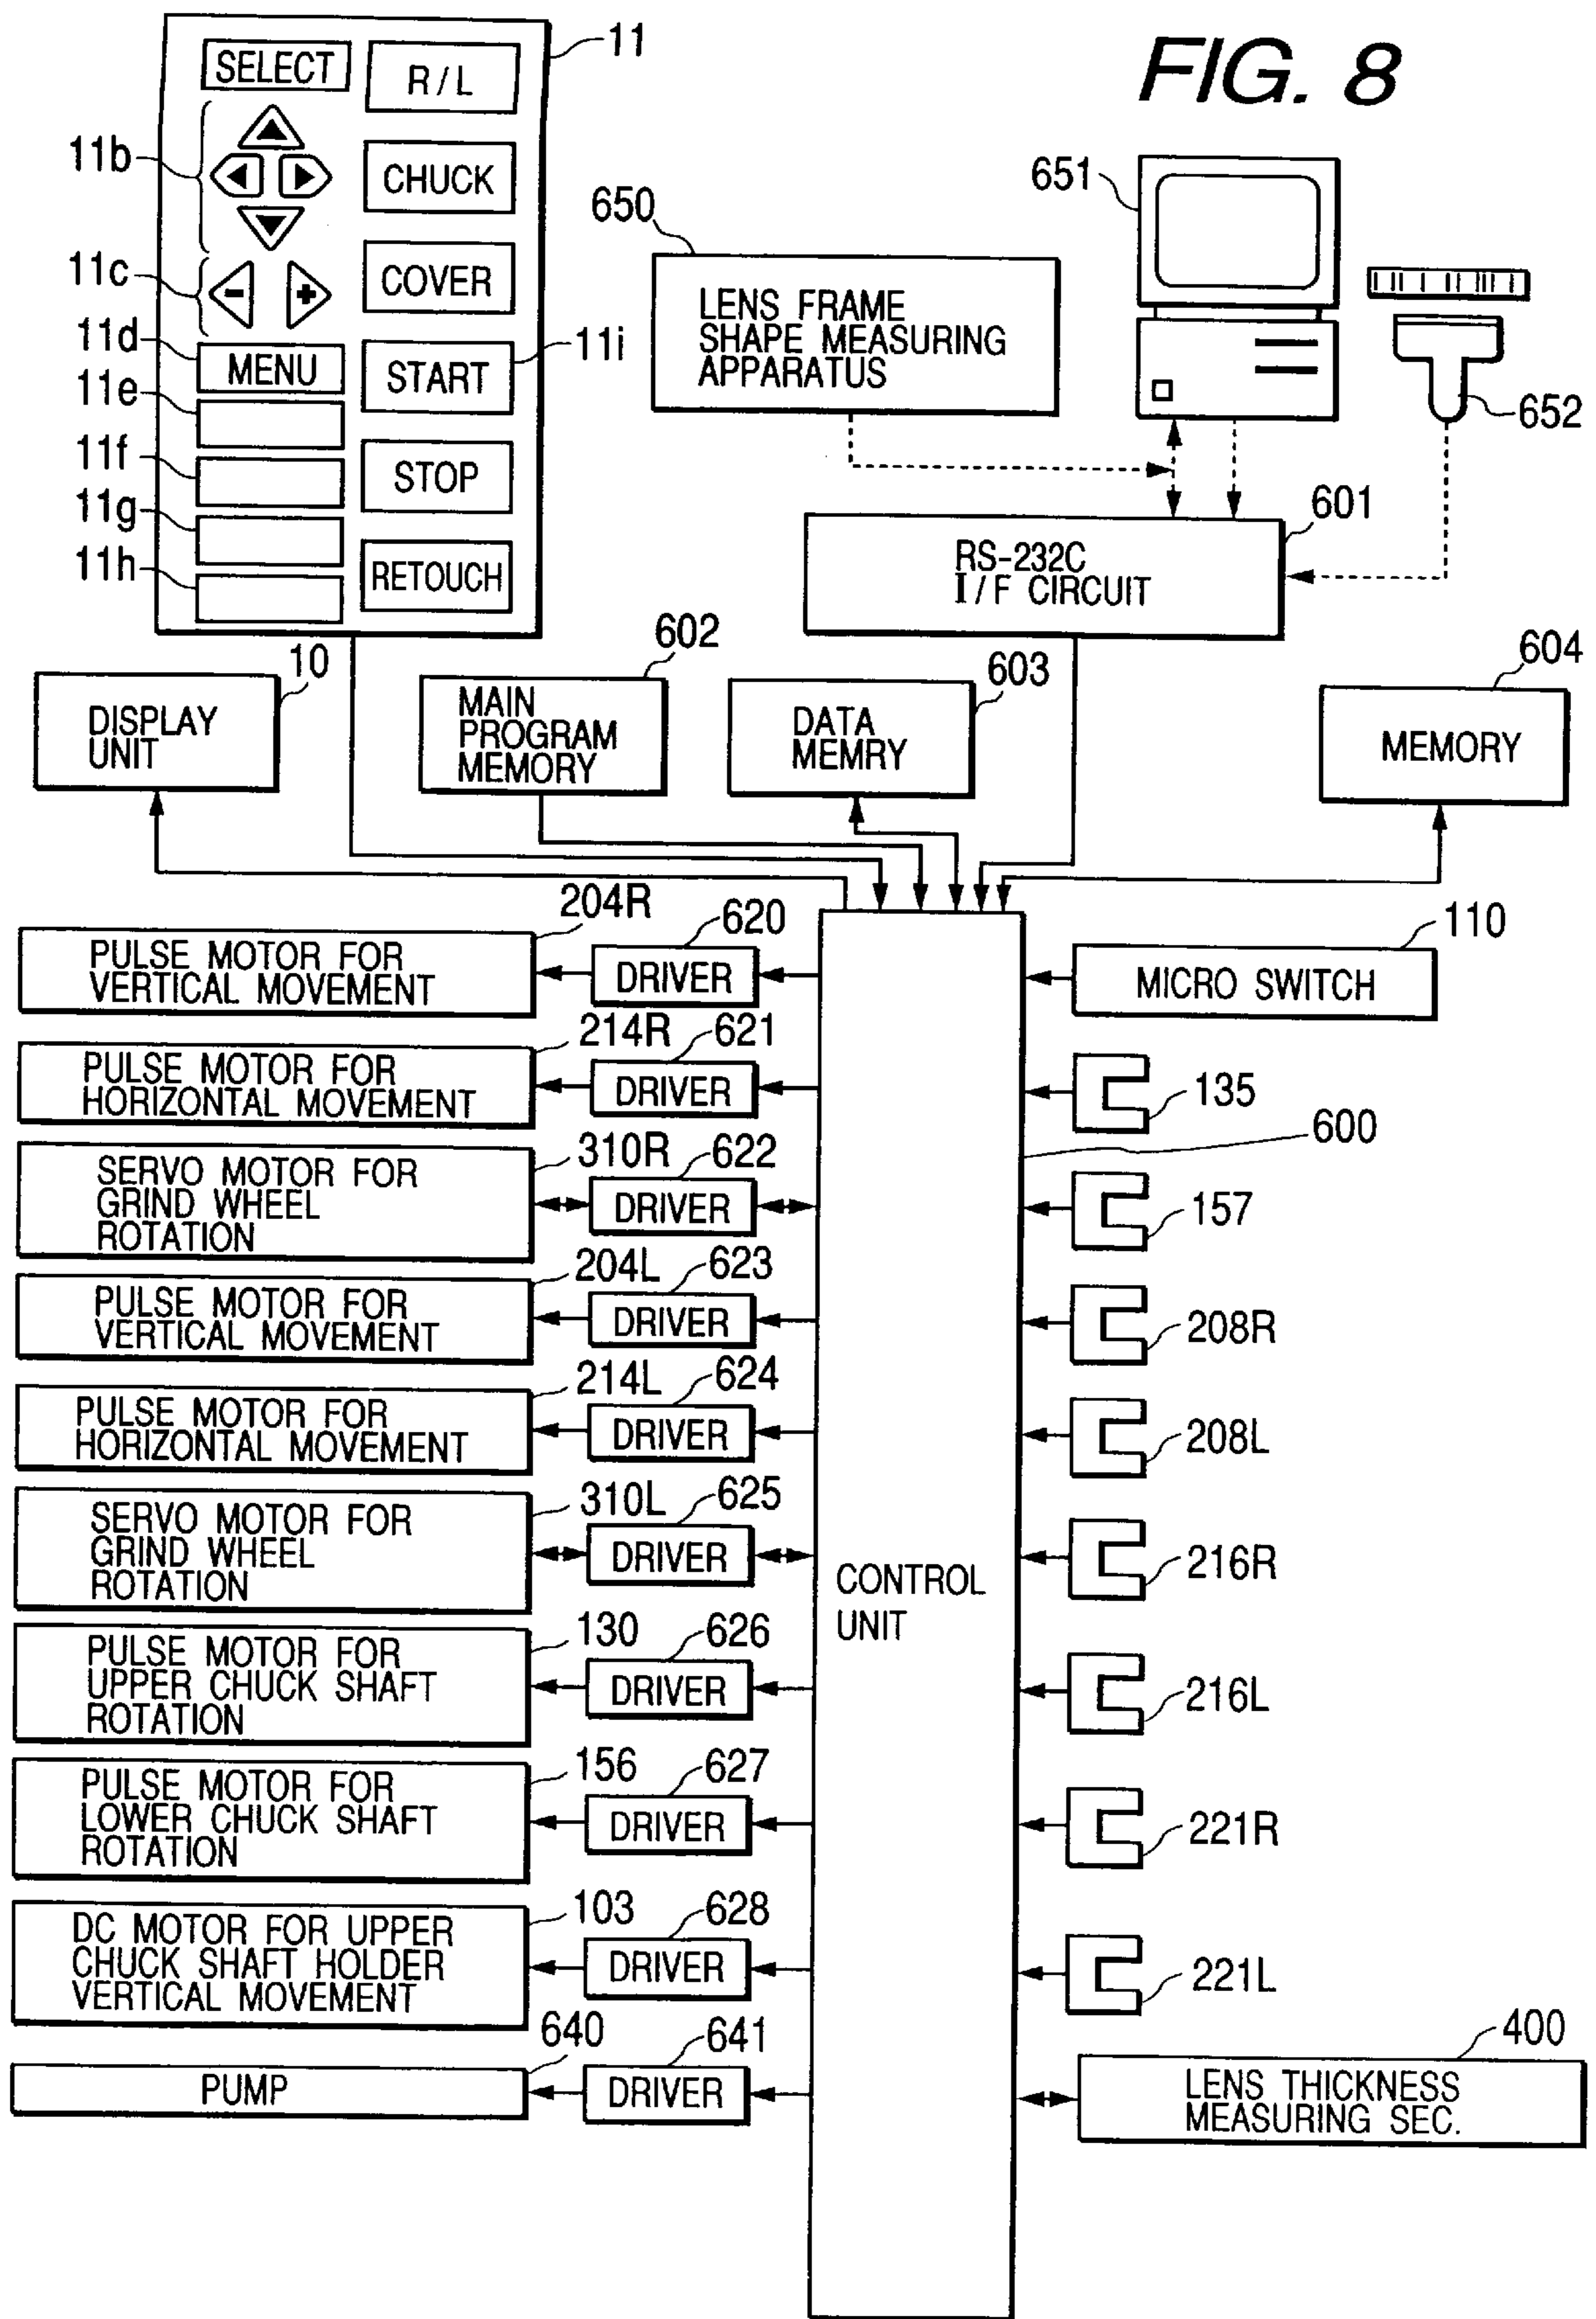 FIG. 8
11
SELECT
R / L
11b
CHUCK
COVER
11c
-
+
11d
MENU
START
11i
11e
11f
STOP
11g
11h
RETOUCH
650
LENS FRAME
SHAPE MEASURING
APPARATUS
651
652
601
RS-232C
I/F CIRCUIT
10
DISPLAY
UNIT
602
MAIN
PROGRAM
MEMORY
603
DATA
MEMRY
604
MEMORY
204R
PULSE MOTOR FOR
VERTICAL MOVEMENT
620
DRIVER
110
MICRO SWITCH
214R
PULSE MOTOR FOR
HORIZONTAL MOVEMENT
621
DRIVER
135
600
310R
SERVO MOTOR FOR
GRIND WHEEL
ROTATION
622
DRIVER
157
204L
PULSE MOTOR FOR
VERTICAL MOVEMENT
623
DRIVER
208R
214L
PULSE MOTOR FOR
HORIZONTAL MOVEMENT
624
DRIVER
208L
310L
SERVO MOTOR FOR
GRIND WHEEL
ROTATION
625
DRIVER
CONTROL
UNIT
216R
130
PULSE MOTOR FOR
UPPER CHUCK SHAFT
ROTATION
626
DRIVER
216L
156
PULSE MOTOR FOR
LOWER CHUCK SHAFT
ROTATION
627
DRIVER
221R
103
DC MOTOR FOR UPPER
CHUCK SHAFT HOLDER
VERTICAL MOVEMENT
628
DRIVER
221L
640
PUMP
641
DRIVER
400
LENS THICKNESS
MEASURING SEC.